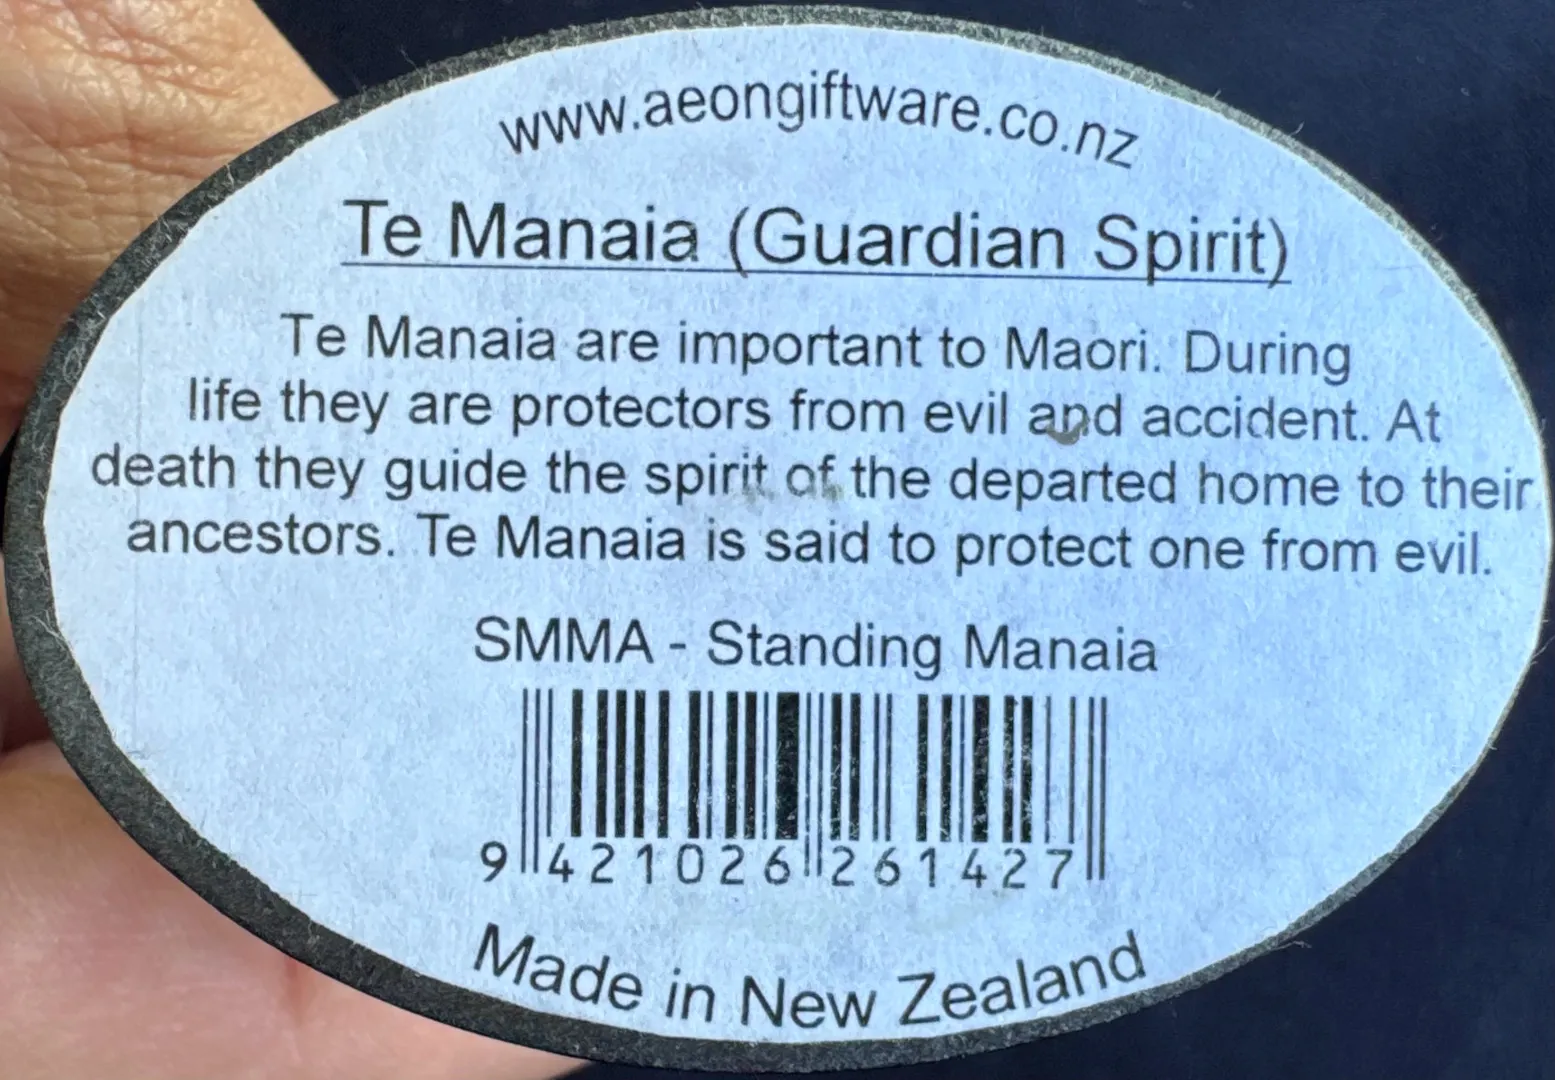 www.aeongiftware.co.nz
Te Manaia (Guardian Spirit)
Te Manaia are important to Maori. During
life they are protectors from evil and accident. At
death they guide the spirit of the departed home to their
ancestors. Te Manaia is said to protect one from evil.
SMMA - Standing Manaia
9 421026 261427
Made in New Zealand